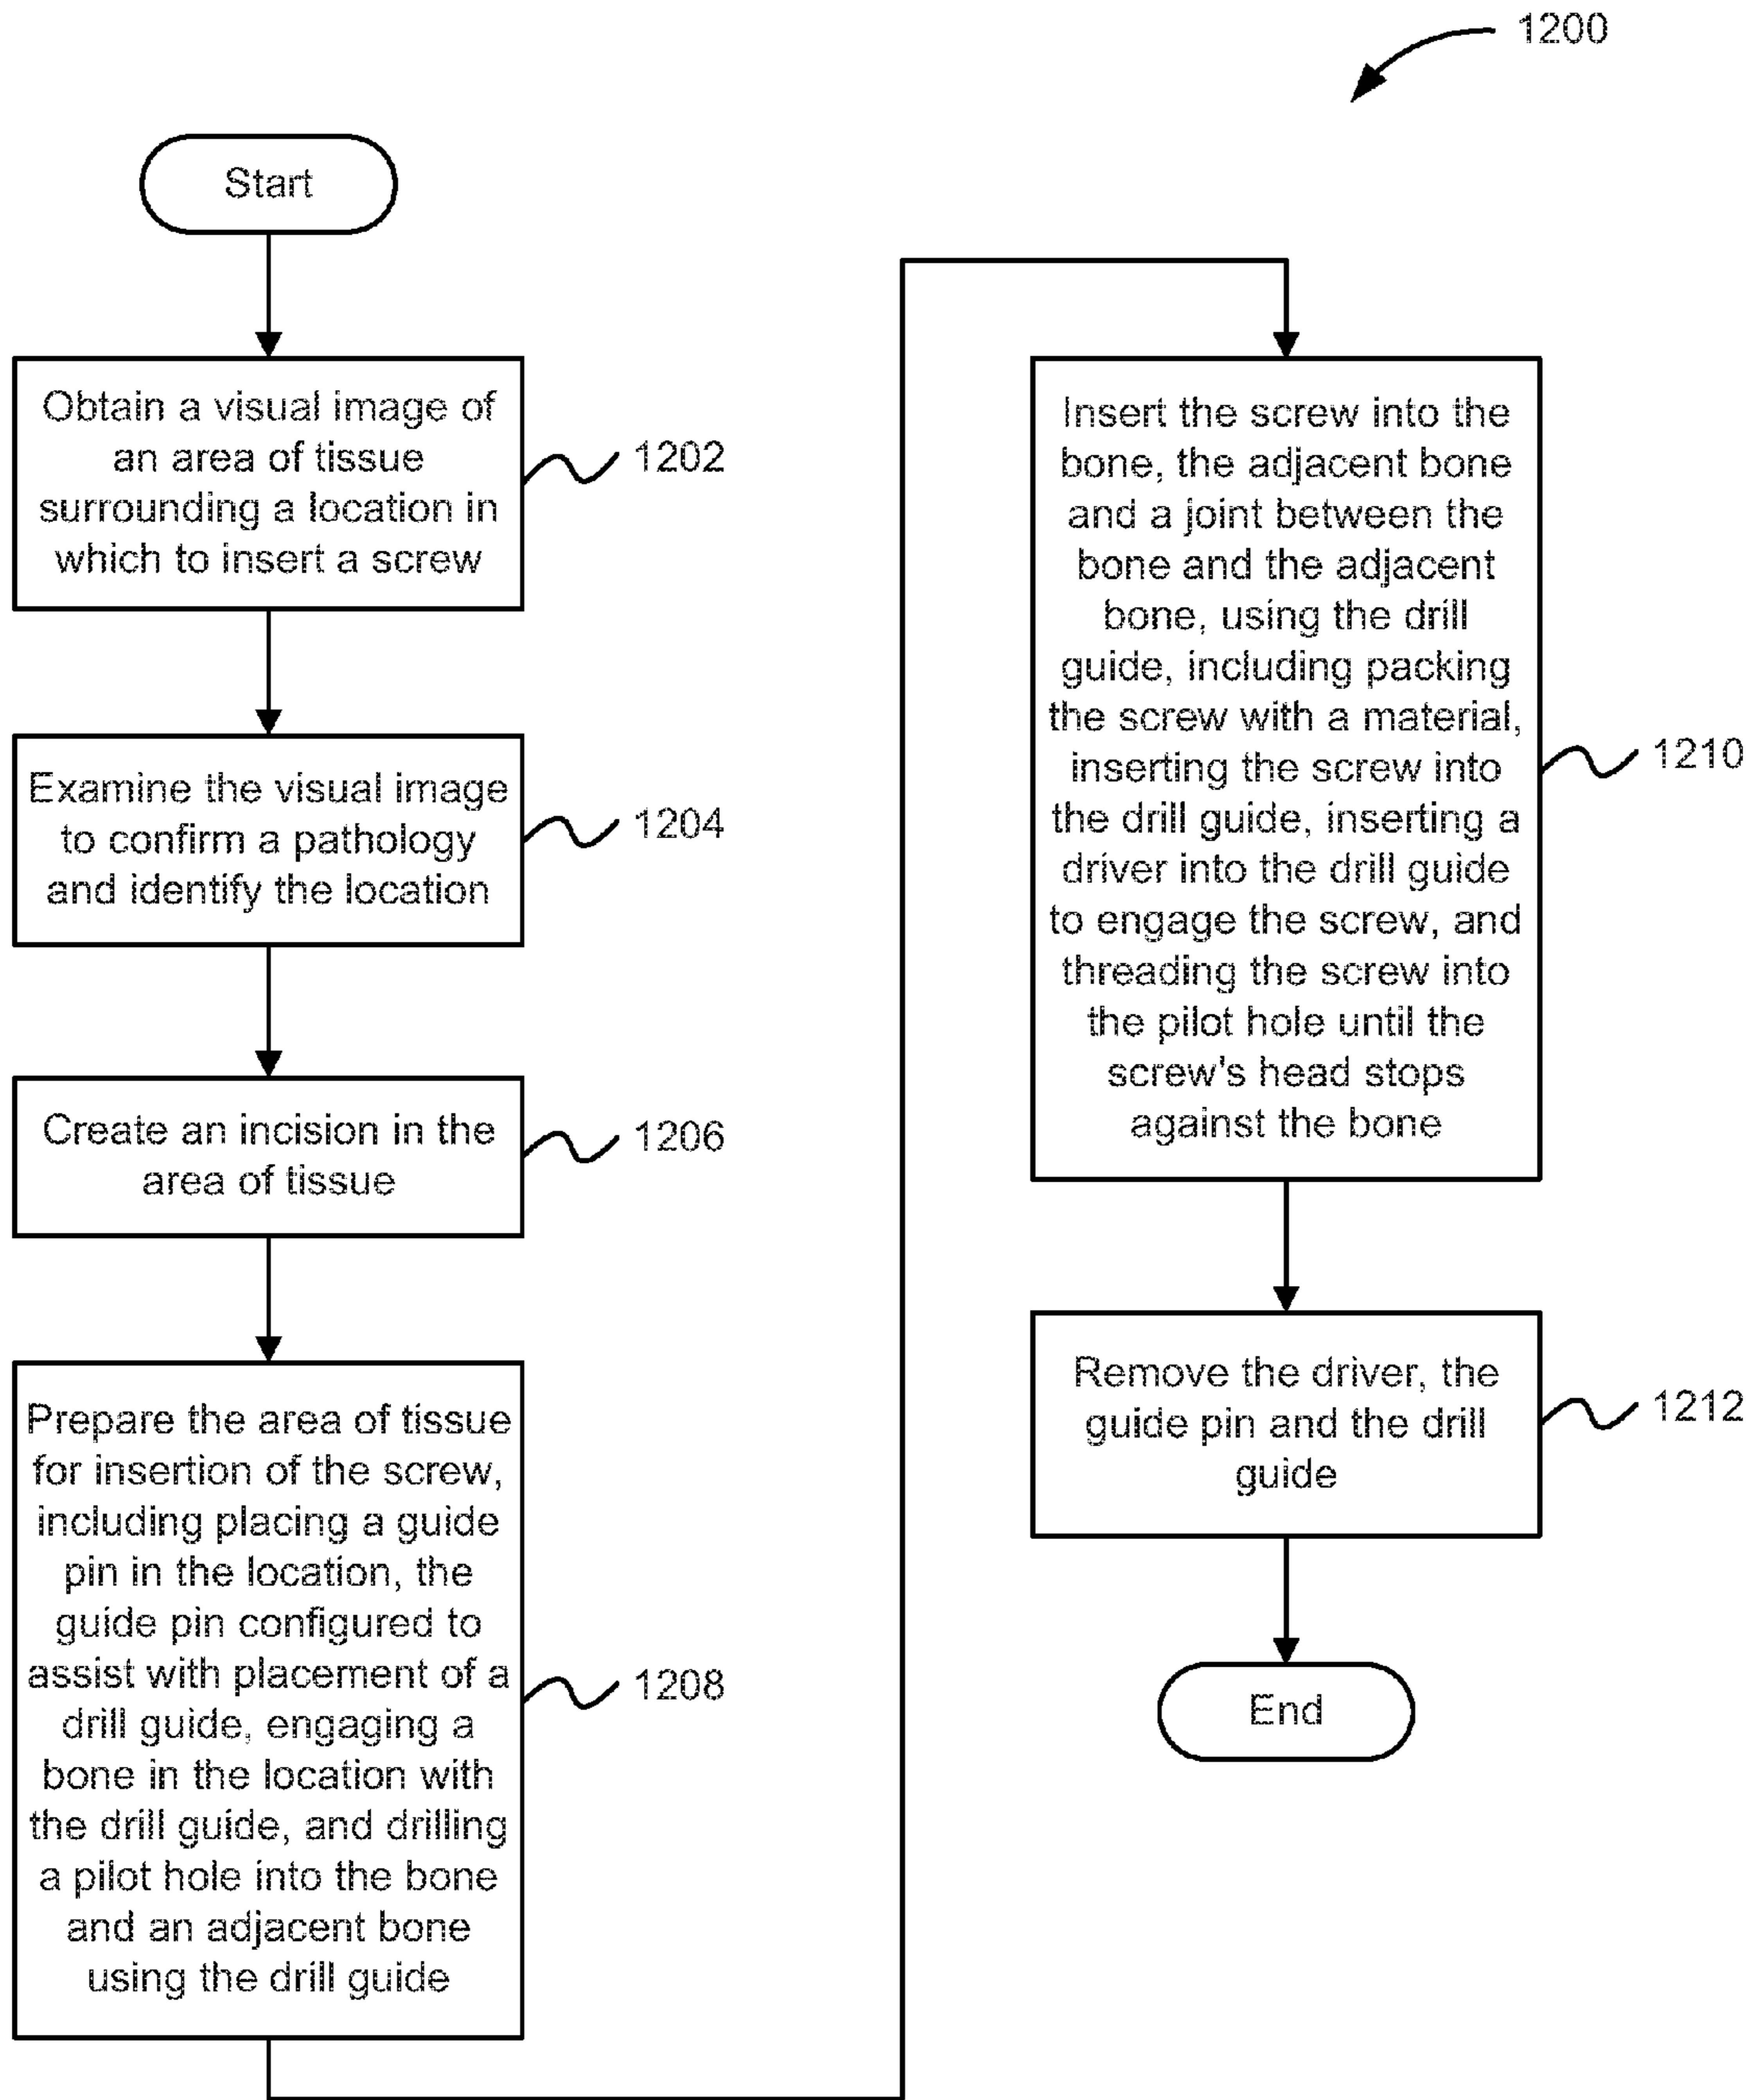 1200
Start
Obtain a visual image of
an area of tissue
surrounding a location in
which to insert a screw
1202
Examine the visual image
to confirm a pathology
and identify the location
1204
Create an incision in the
area of tissue
1206
Prepare the area of tissue
for insertion of the screw,
including placing a guide
pin in the location, the
guide pin configured to
assist with placement of a
drill guide, engaging a
bone in the location with
the drill guide, and drilling
a pilot hole into the bone
and an adjacent bone
using the drill guide
1208
Insert the screw into the
bone, the adjacent bone
and a joint between the
bone and the adjacent
bone, using the drill
guide, including packing
the screw with a material,
inserting the screw into
the drill guide, inserting a
driver into the drill guide
to engage the screw, and
threading the screw into
the pilot hole until the
screw's head stops
against the bone
1210
Remove the driver, the
guide pin and the drill
guide
1212
End